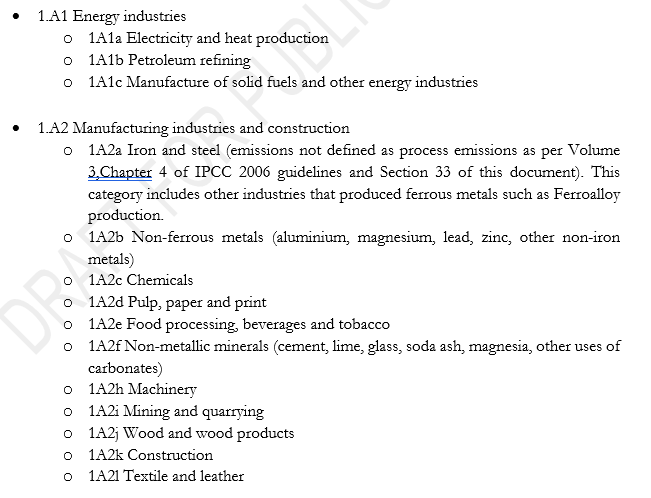 1.A1 Energy industries
1A1a Electricity and heat production
1A1b Petroleum refining
1A1c Manufacture of solid fuels and other energy industries
1.A2 Manufacturing industries and construction
1A2a Iron and steel (emissions not defined as process emissions as per Volume
3,Chapter 4 of IPCC 2006 guidelines and Section 33 of this document). This
category includes other industries that produced ferrous metals such as Ferroalloy
production.
1A2b Non-ferrous metals (aluminium, magnesium, lead, zinc, other non-iron
metals)
1A2c Chemicals
1A2d Pulp, paper and print
1A2e Food processing, beverages and tobacco
1A2f Non-metallic minerals (cement, lime, glass, soda ash, magnesia, other uses of
carbonates)
1A2h Machinery
1A2i Mining and quarrying
1A2j Wood and wood products
1A2k Construction
1A2l Textile and leather
DRAFT FOR PUBLI